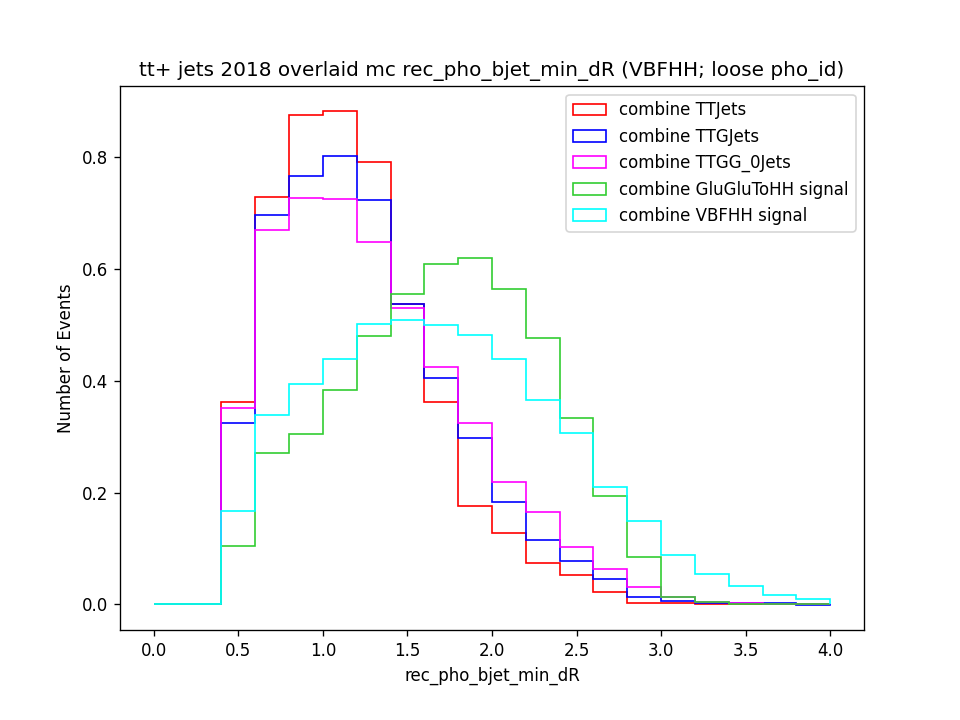 tt+ jets 2018 overlaid mc rec_pho_bjet_min_dR (VBFHH; loose pho_id)
combine TTJets
combine TTGJets
combine TTGG_0Jets
combine GluGluToHH signal
combine VBFHH signal
Number of Events
0.8
0.6
0.4
0.2
0.0
0.0 0.5 1.0 1.5 2.0 2.5 3.0 3.5 4.0
rec_pho_bjet_min_dR